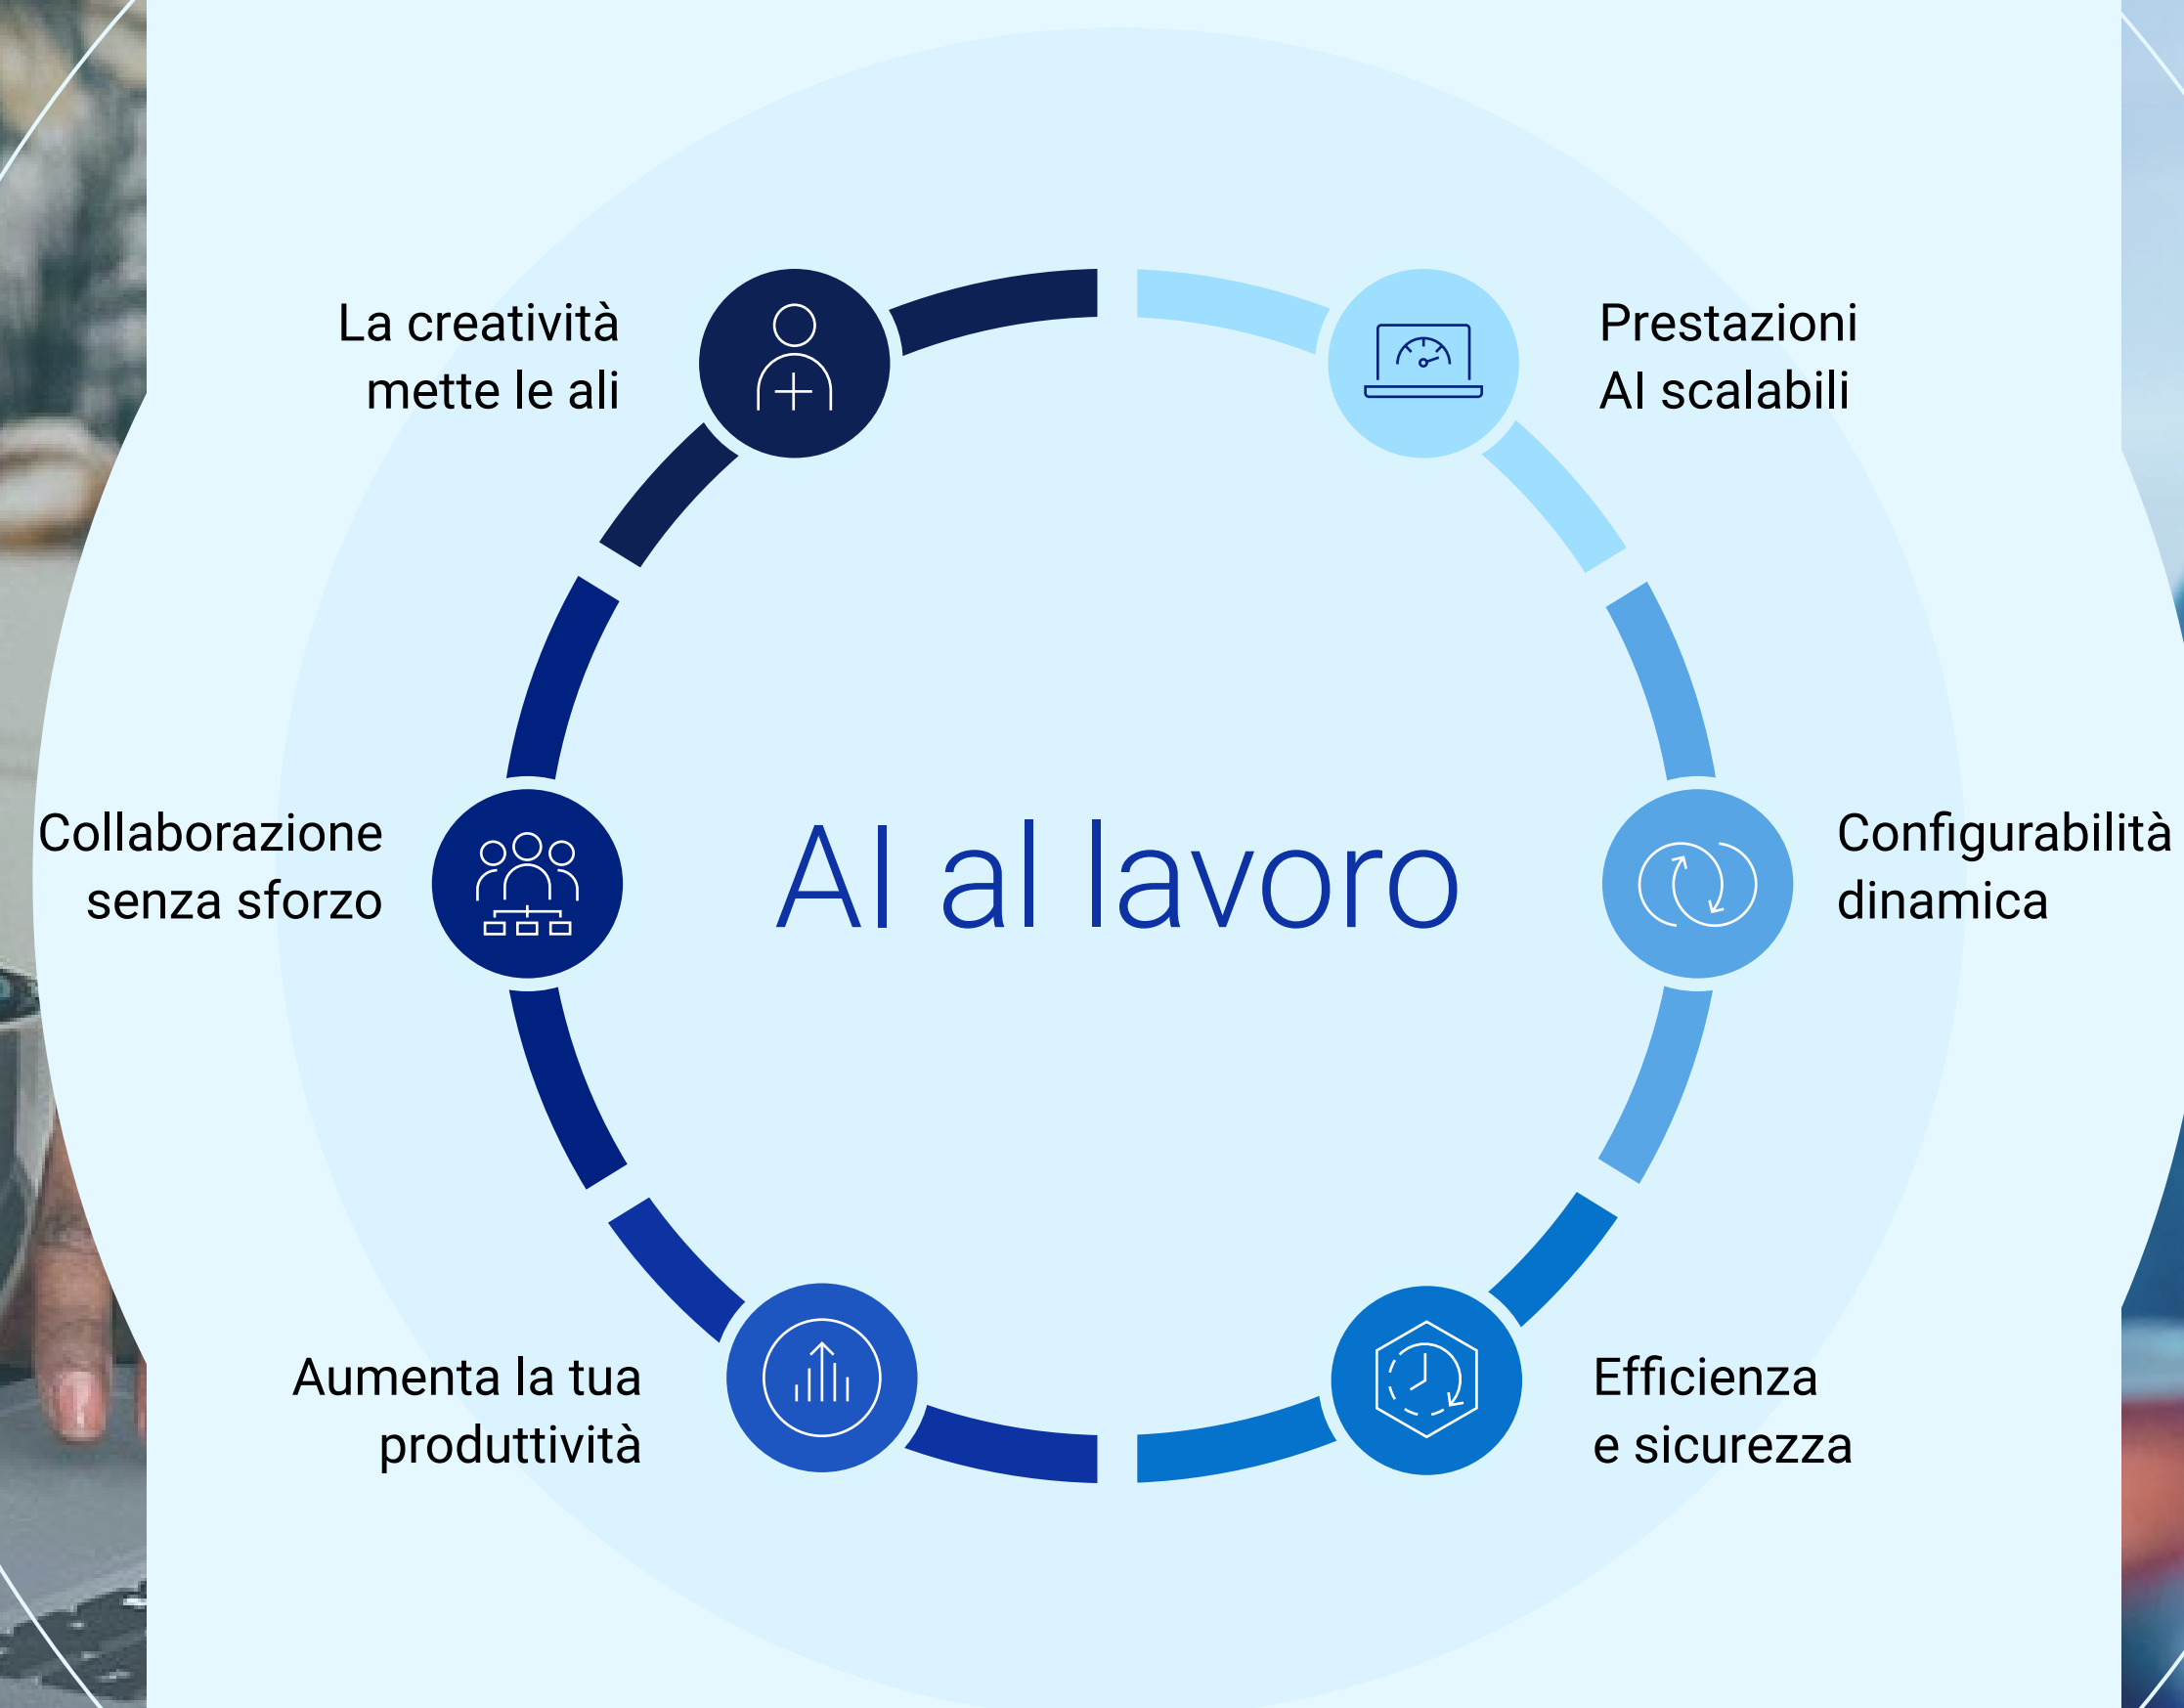 La creatività
mette le ali
Prestazioni
AI scalabili
Collaborazione
senza sforzo
AI al lavoro
Configurabilità
dinamica
Aumenta la tua
produttività
Efficienza
e sicurezza